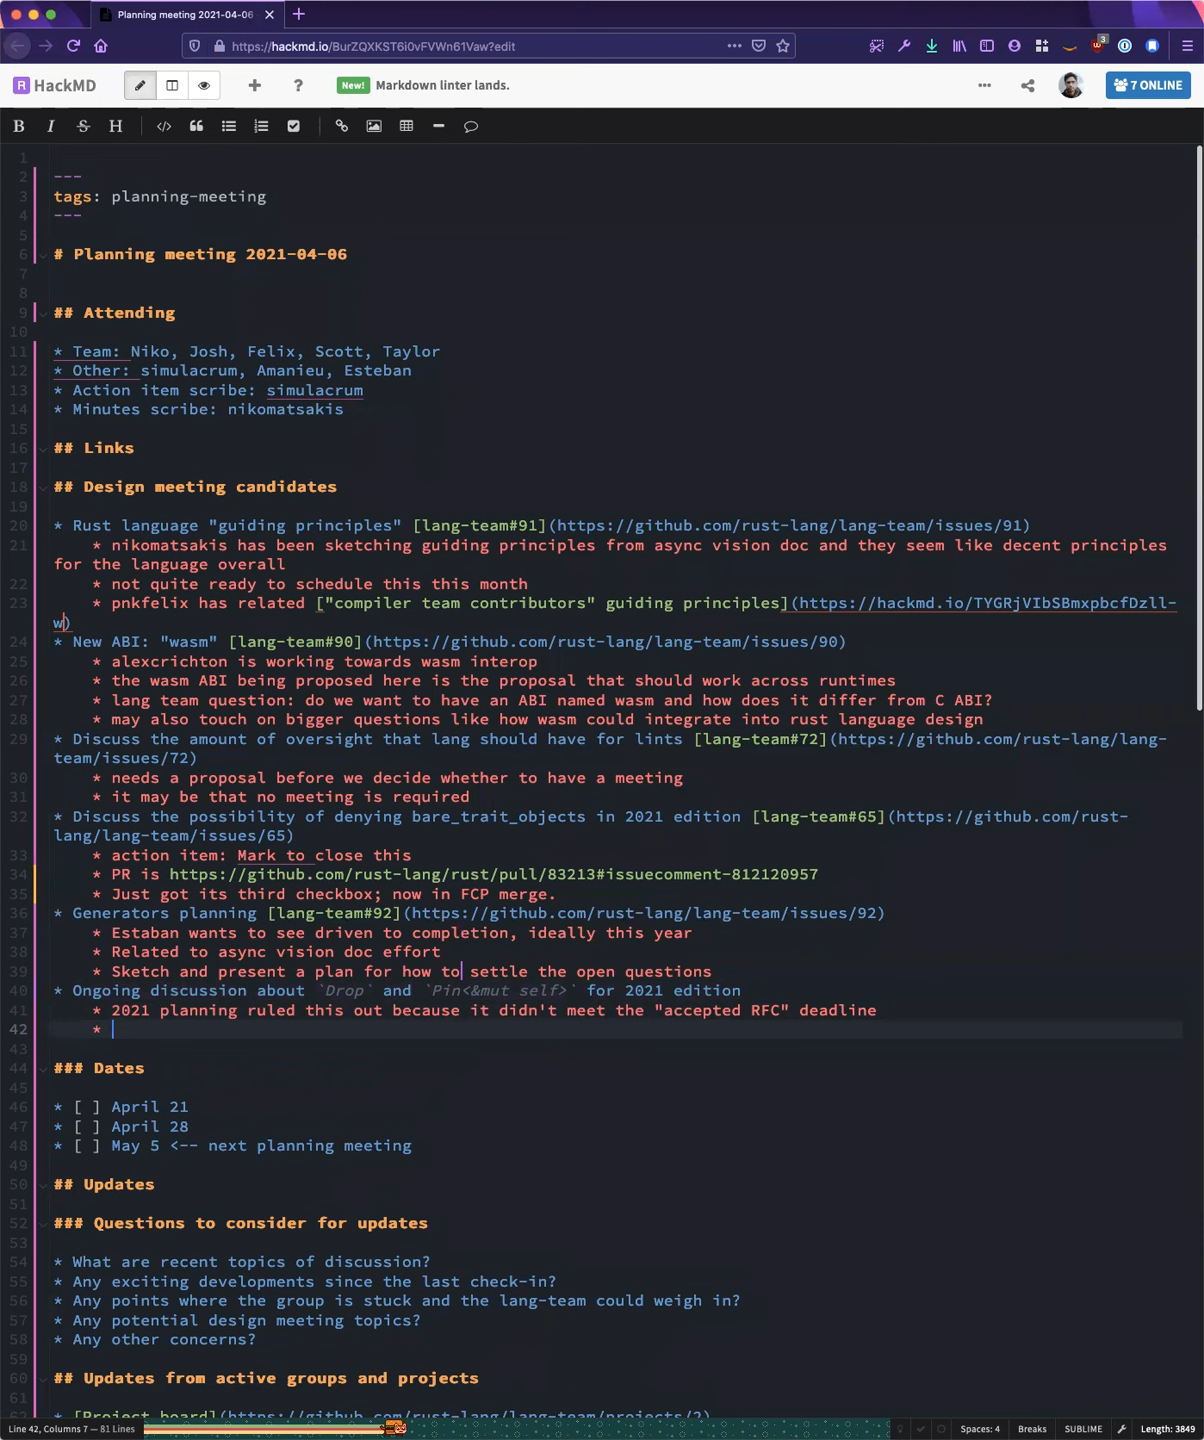 Planning meeting 2021-04-06
https://hackmd.io/BurZQXKST6i0vFVWn61Vaw?edit
3
HackMD
New! Markdown linter lands.
7 ONLINE
B I S H
1
2 ---
3 tags: planning-meeting
4 ---
5
6 # Planning meeting 2021-04-06
7
8
9 ## Attending
10
11 * Team: Niko, Josh, Felix, Scott, Taylor
12 * Other: simulacrum, Amanieu, Esteban
13 * Action item scribe: simulacrum
14 * Minutes scribe: nikomatsakis
15
16 ## Links
17
18 ## Design meeting candidates
19
20 * Rust language "guiding principles" [lang-team#91](https://github.com/rust-lang/lang-team/issues/91)
21 * nikomatsakis has been sketching guiding principles from async vision doc and they seem like decent principles
for the language overall
22 * not quite ready to schedule this this month
23 * pnkfelix has related ["compiler team contributors" guiding principles](https://hackmd.io/TYGRjVIbSBmxpbcfDzll-
w)
24 * New ABI: "wasm" [lang-team#90](https://github.com/rust-lang/lang-team/issues/90)
25 * alexcrichton is working towards wasm interop
26 * the wasm ABI being proposed here is the proposal that should work across runtimes
27 * lang team question: do we want to have an ABI named wasm and how does it differ from C ABI?
28 * may also touch on bigger questions like how wasm could integrate into rust language design
29 * Discuss the amount of oversight that lang should have for lints [lang-team#72](https://github.com/rust-lang/lang-
team/issues/72)
30 * needs a proposal before we decide whether to have a meeting
31 * it may be that no meeting is required
32 * Discuss the possibility of denying bare_trait_objects in 2021 edition [lang-team#65](https://github.com/rust-
lang/lang-team/issues/65)
33 * action item: Mark to close this
34 * PR is https://github.com/rust-lang/rust/pull/83213#issuecomment-812120957
35 * Just got its third checkbox; now in FCP merge.
36 * Generators planning [lang-team#92](https://github.com/rust-lang/lang-team/issues/92)
37 * Estaban wants to see driven to completion, ideally this year
38 * Related to async vision doc effort
39 * Sketch and present a plan for how to settle the open questions
40 * Ongoing discussion about `Drop` and `Pin<&mut self>` for 2021 edition
41 * 2021 planning ruled this out because it didn't meet the "accepted RFC" deadline
42 *
43
44 ### Dates
45
46 * [ ] April 21
47 * [ ] April 28
48 * [ ] May 5 <-- next planning meeting
49
50 ## Updates
51
52 ### Questions to consider for updates
53
54 * What are recent topics of discussion?
55 * Any exciting developments since the last check-in?
56 * Any points where the group is stuck and the lang-team could weigh in?
57 * Any potential design meeting topics?
58 * Any other concerns?
59
60 ## Updates from active groups and projects
61
62 * [Project board](https://github.com/rust-lang/lang-team/projects/2)
Line 42, Columns 7 — 81 Lines
Spaces: 4 Breaks SUBLIME Length: 3849